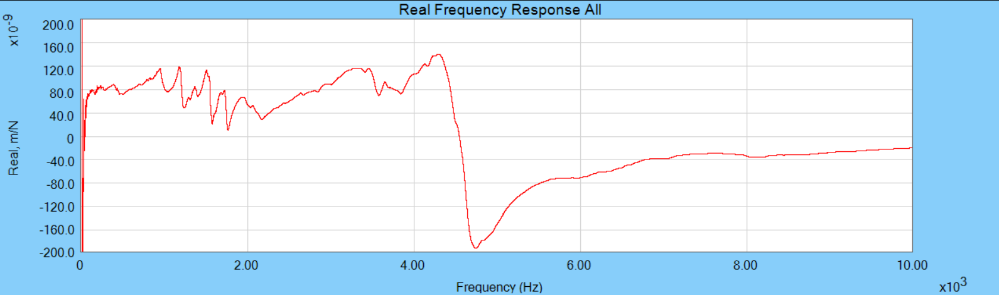 Real Frequency Response All
x10-9
200.0
160.0
120.0
80.0
40.0
0
-40.0
-80.0
-120.0
-160.0
-200.0
Real, m/N
0 2.00 4.00 6.00 8.00 10.00
Frequency (Hz)
x103